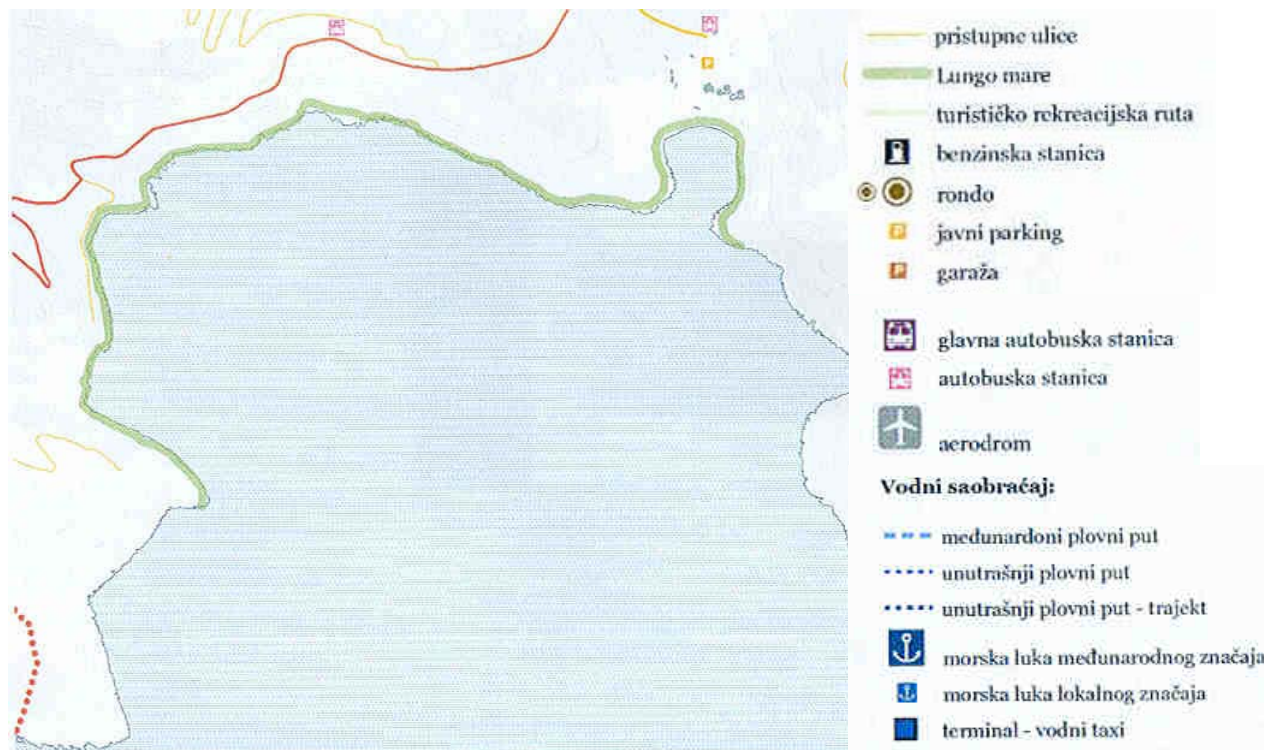 pristupne ulice
Lungo mare
turističko rekreacijska ruta
benzinska stanica
rondo
P javni parking
P garaža
glavna autobuska stanica
autobuska stanica
aerodrom
Vodni saobraćaj:
međunardoni plovni put
unutrašnji plovni put
unutrašnji plovni put - trajekt
morska luka međunarodnog značaja
morska luka lokalnog značaja
terminal - vodni taxi
P